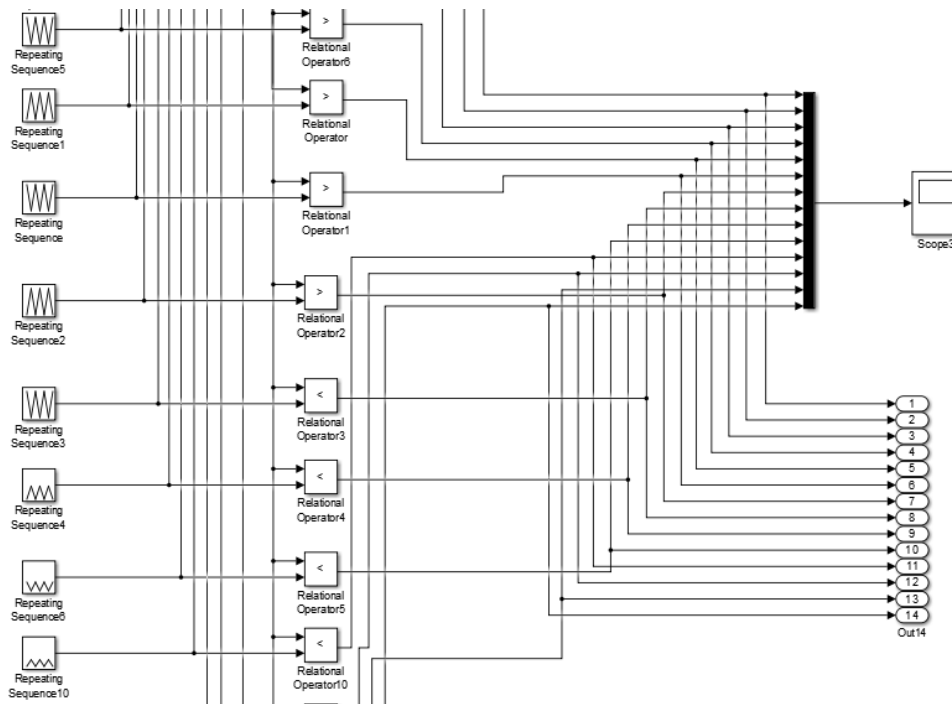 Repeating
Sequence5
>
Relational
Operator6
Repeating
Sequence1
>
Relational
Operator
Repeating
Sequence
>
Relational
Operator1
Scope3
Repeating
Sequence2
>
Relational
Operator2
Repeating
Sequence3
<
Relational
Operator3
Repeating
Sequence4
<
Relational
Operator4
Repeating
Sequence6
<
Relational
Operator5
Repeating
Sequence10
<
Relational
Operator10
1
2
3
4
5
6
7
8
9
10
11
12
13
14
Out14